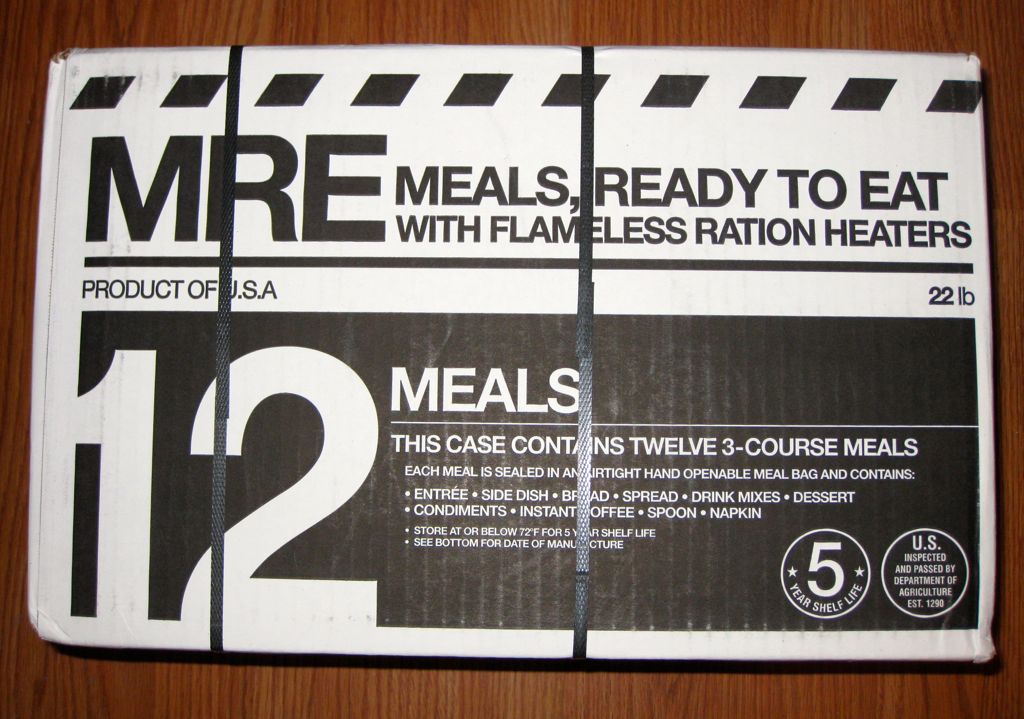 MRE MEALS, READY TO EAT
WITH FLAMELESS RATION HEATERS
PRODUCT OF U.S.A
22 lb
12
MEALS
THIS CASE CONTAINS TWELVE 3-COURSE MEALS
EACH MEAL IS SEALED IN AN AIRTIGHT HAND OPENABLE MEAL BAG AND CONTAINS:
• ENTRÉE • SIDE DISH • BREAD • SPREAD • DRINK MIXES • DESSERT
• CONDIMENTS • INSTANT COFFEE • SPOON • NAPKIN
• STORE AT OR BELOW 72°F FOR 5 YEAR SHELF LIFE
• SEE BOTTOM FOR DATE OF MANUFACTURE
5
YEAR SHELF LIFE
U.S.
INSPECTED
AND PASSED BY
DEPARTMENT OF
AGRICULTURE
EST. 1290